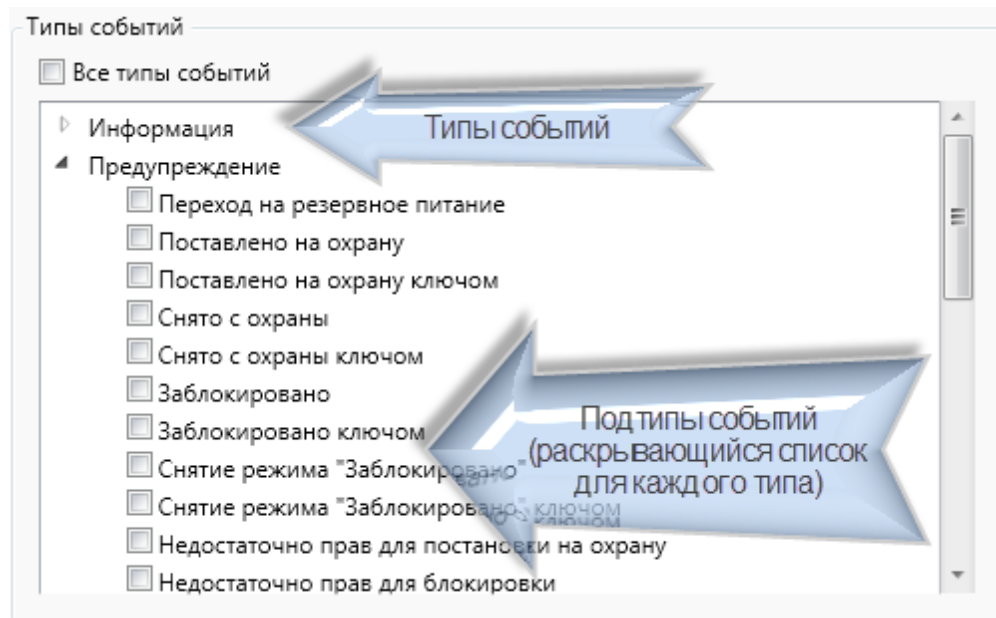 Типы событий
Все типы событий
Информация
Типы событий
Предупреждение
Переход на резервное питание
Поставлено на охрану
Поставлено на охрану ключом
Снято с охраны
Снято с охраны ключом
Заблокировано
Заблокировано ключом
Снятие режима "Заблокировано"
Снятие режима "Заблокировано" ключом
Недостаточно прав для постановки на охрану
Недостаточно прав для блокировки
Подтипы событий
(раскрывающийся список
для каждого типа)